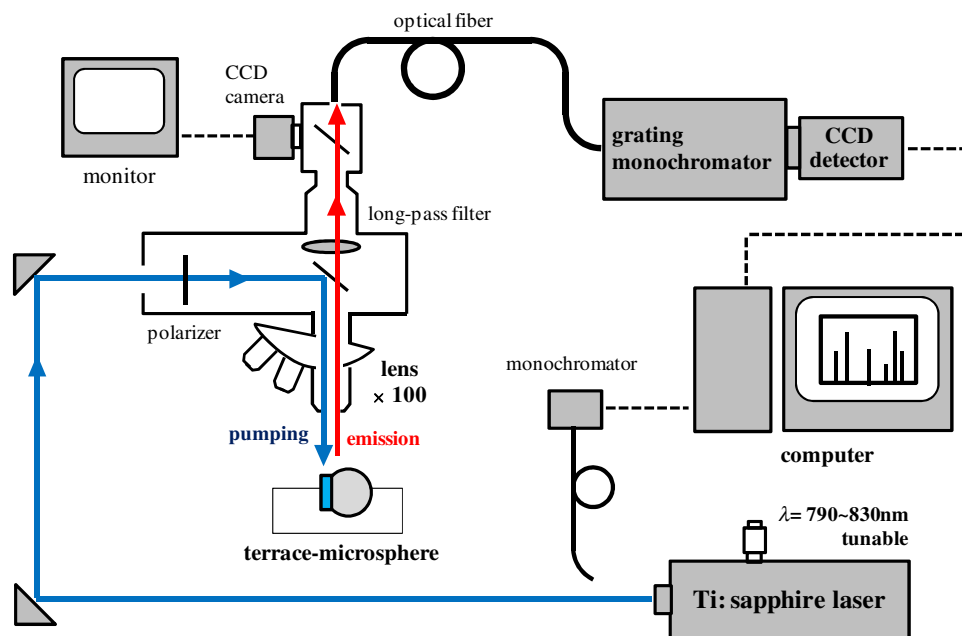 optical fiber
CCD
camera
monitor
grating
monochromator
CCD
detector
long-pass filter
polarizer
lens
× 100
monochromator
pumping
emission
computer
terrace-microsphere
λ= 790~830nm
tunable
Ti: sapphire laser